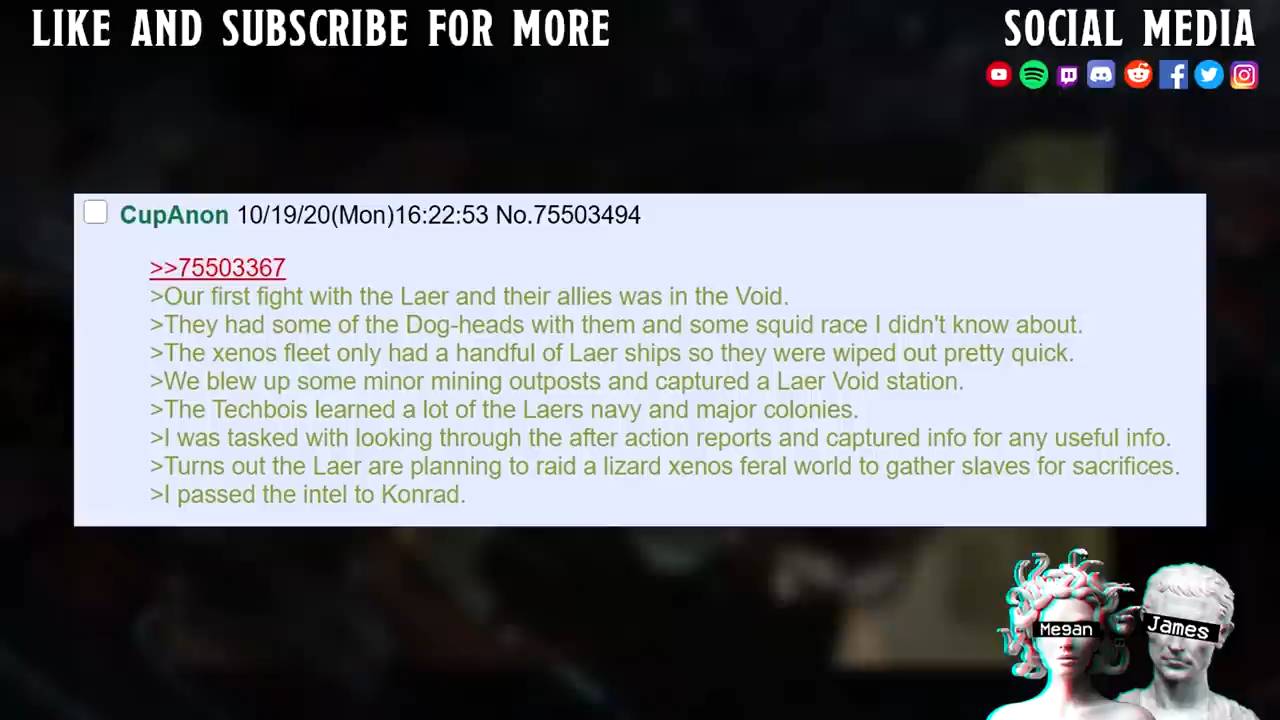 LIKE AND SUBSCRIBE FOR MORE
SOCIAL MEDIA
CupAnon 10/19/20(Mon)16:22:53 No.75503494
>>75503367
>Our first fight with the Laer and their allies was in the Void.
>They had some of the Dog-heads with them and some squid race I didn't know about.
>The xenos fleet only had a handful of Laer ships so they were wiped out pretty quick.
>We blew up some minor mining outposts and captured a Laer Void station.
>The Techbois learned a lot of the Laers navy and major colonies.
>I was tasked with looking through the after action reports and captured info for any useful info.
>Turns out the Laer are planning to raid a lizard xenos feral world to gather slaves for sacrifices.
>I passed the intel to Konrad.
Megan
James